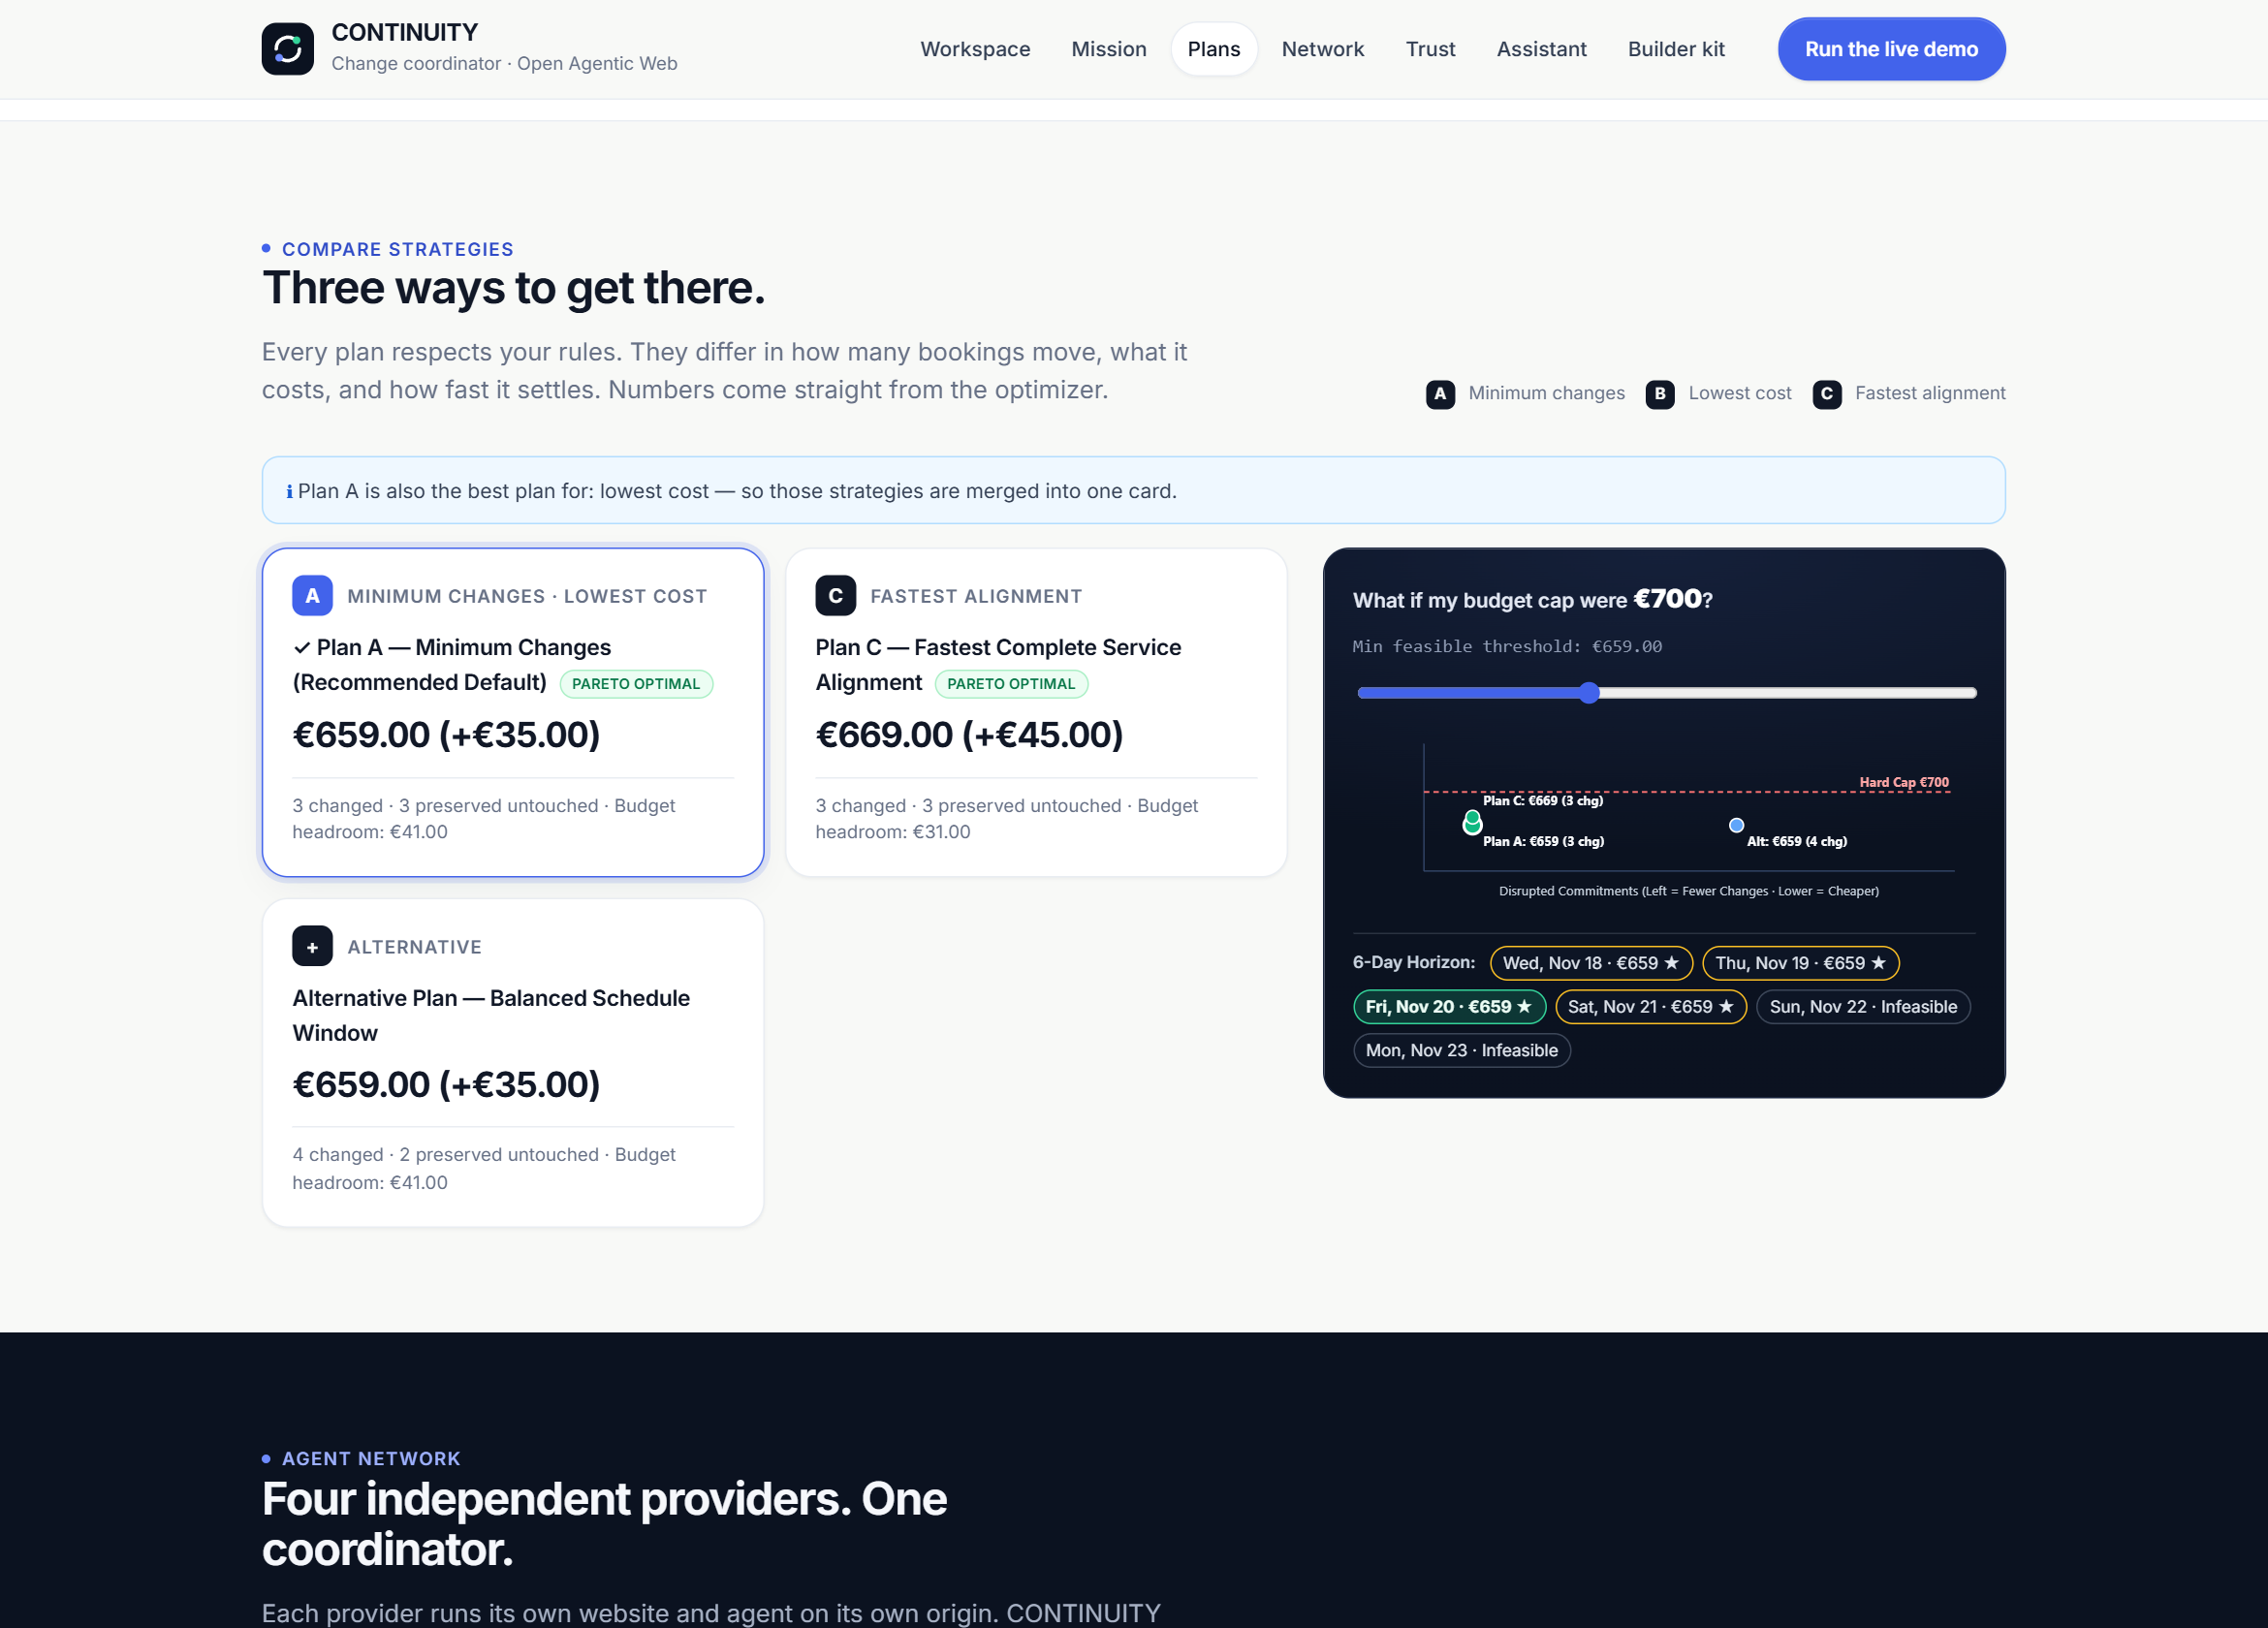 CONTINUITY
Change coordinator · Open Agentic Web
Workspace
Mission
Plans
Network
Trust
Assistant
Builder kit
Run the live demo
COMPARE STRATEGIES
Three ways to get there.
Every plan respects your rules. They differ in how many bookings move, what it
costs, and how fast it settles. Numbers come straight from the optimizer.
A Minimum changes B Lowest cost C Fastest alignment
ℹ Plan A is also the best plan for: lowest cost — so those strategies are merged into one card.
A MINIMUM CHANGES · LOWEST COST
✓ Plan A — Minimum Changes
(Recommended Default) PARETO OPTIMAL
€659.00 (+€35.00)
3 changed · 3 preserved untouched · Budget
headroom: €41.00
C FASTEST ALIGNMENT
Plan C — Fastest Complete Service
Alignment PARETO OPTIMAL
€669.00 (+€45.00)
3 changed · 3 preserved untouched · Budget
headroom: €31.00
+ ALTERNATIVE
Alternative Plan — Balanced Schedule
Window
€659.00 (+€35.00)
4 changed · 2 preserved untouched · Budget
headroom: €41.00
What if my budget cap were €700?
Min feasible threshold: €659.00
Hard Cap €700
Plan C: €669 (3 chg)
Plan A: €659 (3 chg)
Alt: €659 (4 chg)
Disrupted Commitments (Left = Fewer Changes · Lower = Cheaper)
6-Day Horizon: Wed, Nov 18 · €659 ★ Thu, Nov 19 · €659 ★
Fri, Nov 20 · €659 ★ Sat, Nov 21 · €659 ★ Sun, Nov 22 · Infeasible
Mon, Nov 23 · Infeasible
AGENT NETWORK
Four independent providers. One
coordinator.
Each provider runs its own website and agent on its own origin. CONTINUITY